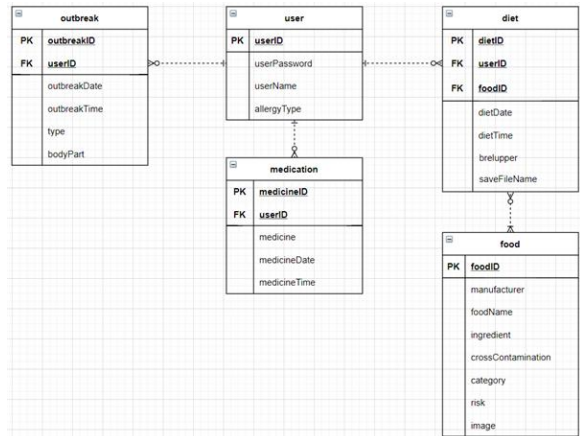 outbreak
PK outbreakID
FK userID
outbreakDate
outbreakTime
type
bodyPart
user
PK userID
userPassword
userName
allergyType
medication
PK medicineID
FK userID
medicine
medicineDate
medicineTime
diet
PK dietID
FK userID
FK foodID
dietDate
dietTime
brelupper
saveFileName
food
PK foodID
manufacturer
foodName
ingredient
crossContamination
category
risk
image